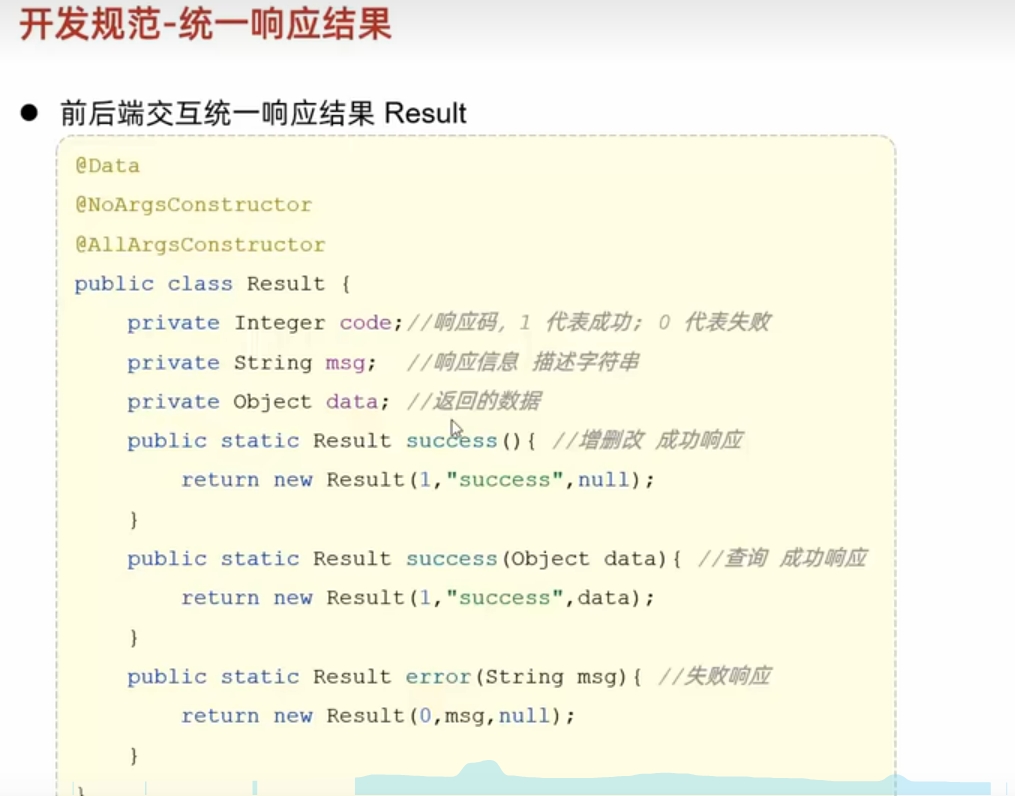 开发规范-统一响应结果
● 前后端交互统一响应结果 Result
@Data
@NoArgsConstructor
@AllArgsConstructor
public class Result {
    private Integer code;//响应码, 1 代表成功; 0 代表失败
    private String msg;  //响应信息 描述字符串
    private Object data; //返回的数据
    public static Result success(){ //增删改 成功响应
        return new Result(1,"success",null);
    }
    public static Result success(Object data){ //查询 成功响应
        return new Result(1,"success",data);
    }
    public static Result error(String msg){ //失败响应
        return new Result(0,msg,null);
    }
}